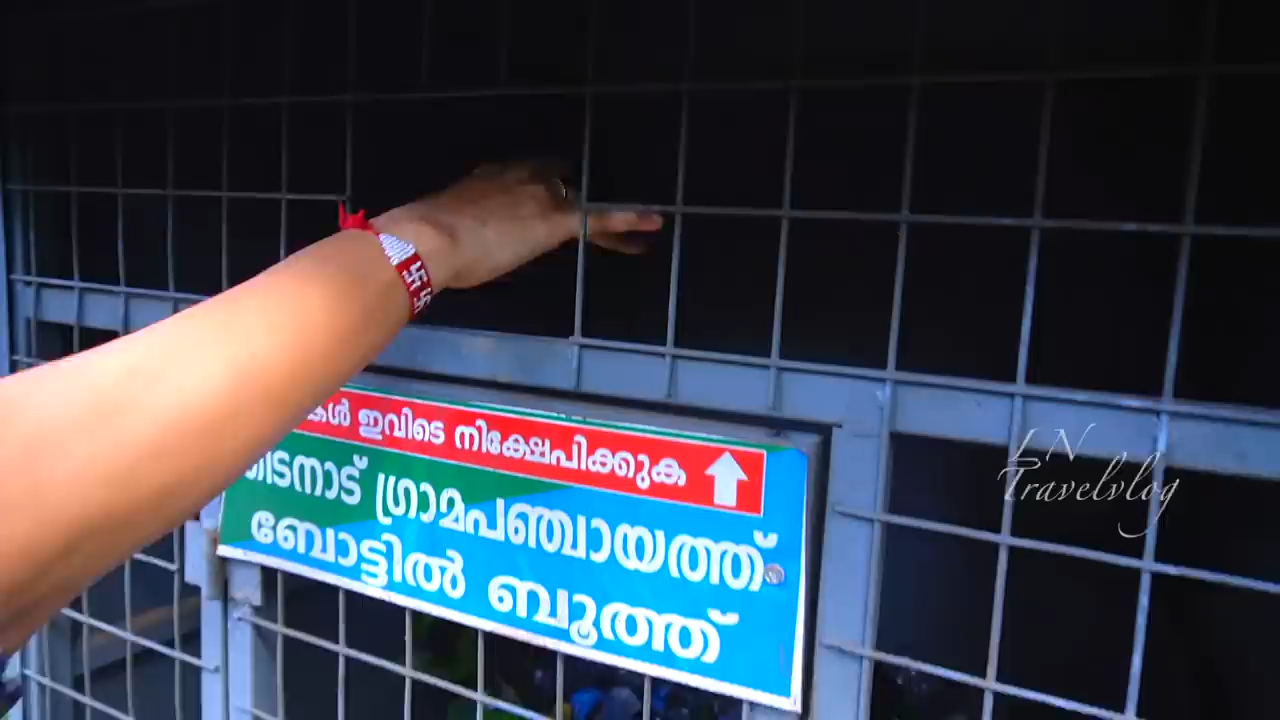 ഇവിടെ നിക്ഷേപിക്കുക
ഗ്രാമപഞ്ചായത്ത്
ബോട്ടിൽ ബൂത്ത്
LN
Travelvlog